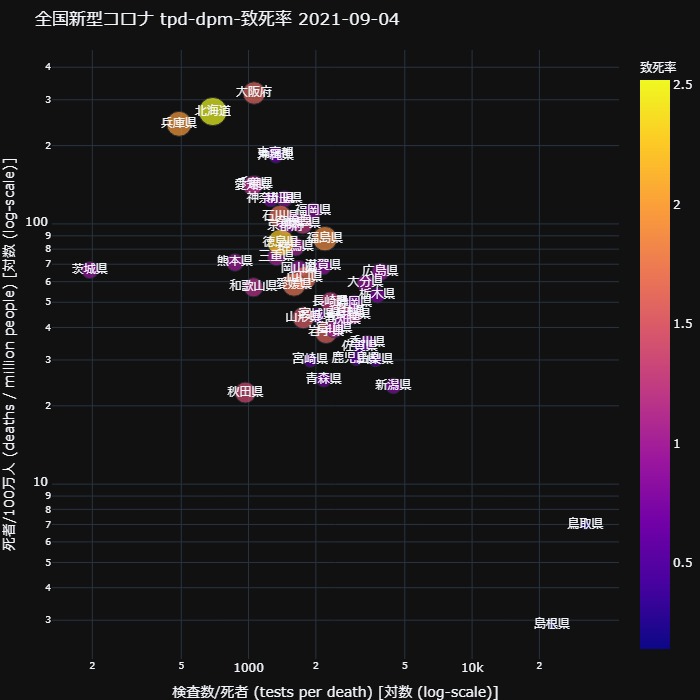 全国新型コロナ tpd-dpm-致死率 2021-09-04
致死率
4
3
2
100
9
8
7
6
5
4
3
2
10
9
8
7
6
5
4
3
死者/100万人 (deaths / million people) [対数 (log-scale)]
大阪府
北海道
兵庫県
福岡県
石川県
京都府
徳島県
福島県
三重県
滋賀県
熊本県
茨城県
岡山県
広島県
大分県
和歌山県
愛媛県
栃木県
長崎県
山形県
岩手県
香川県
佐賀県
宮崎県
鹿児島県
青森県
新潟県
秋田県
鳥取県
島根県
2.5
2
1.5
1
0.5
2
5
1000
2
5
10k
2
検査数/死者 (tests per death) [対数 (log-scale)]